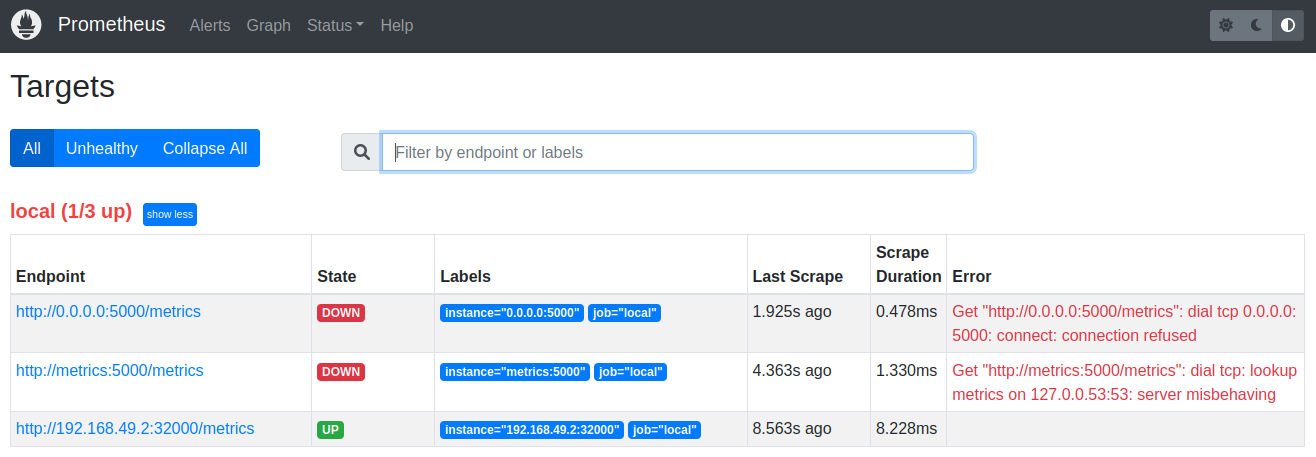 Prometheus Alerts Graph Status Help
Targets
All Unhealthy Collapse All
Filter by endpoint or labels
local (1/3 up) show less
Endpoint State Labels Last Scrape Scrape Duration Error
http://0.0.0.0:5000/metrics DOWN instance="0.0.0.0:5000" job="local" 1.925s ago 0.478ms Get "http://0.0.0.0:5000/metrics": dial tcp 0.0.0.0:
5000: connect: connection refused
http://metrics:5000/metrics DOWN instance="metrics:5000" job="local" 4.363s ago 1.330ms Get "http://metrics:5000/metrics": dial tcp: lookup
metrics on 127.0.0.53:53: server misbehaving
http://192.168.49.2:32000/metrics UP instance="192.168.49.2:32000" job="local" 8.563s ago 8.228ms